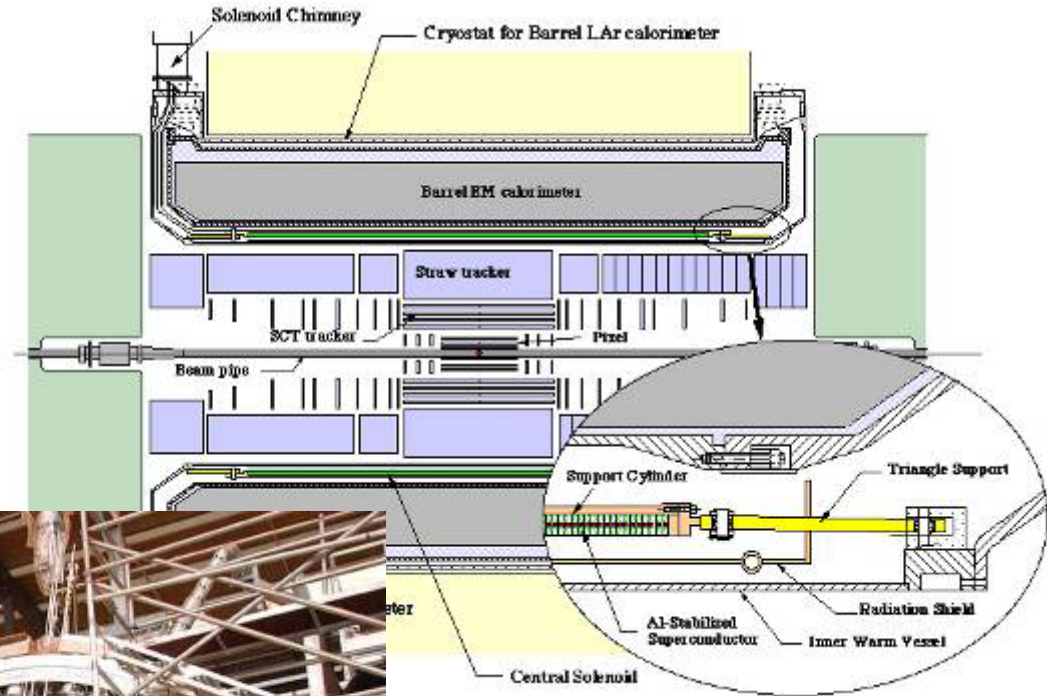 Solenoid Chimney
Cryostat for Barrel LAr calorimeter
Barrel EM calorimeter
Straw tracker
SCT tracker
Pixel
Beam pipe
Support Cylinder
Triangle Support
eter
Al-Stabilized
Superconductor
Radiation Shield
Inner Warm Vessel
Central Solenoid